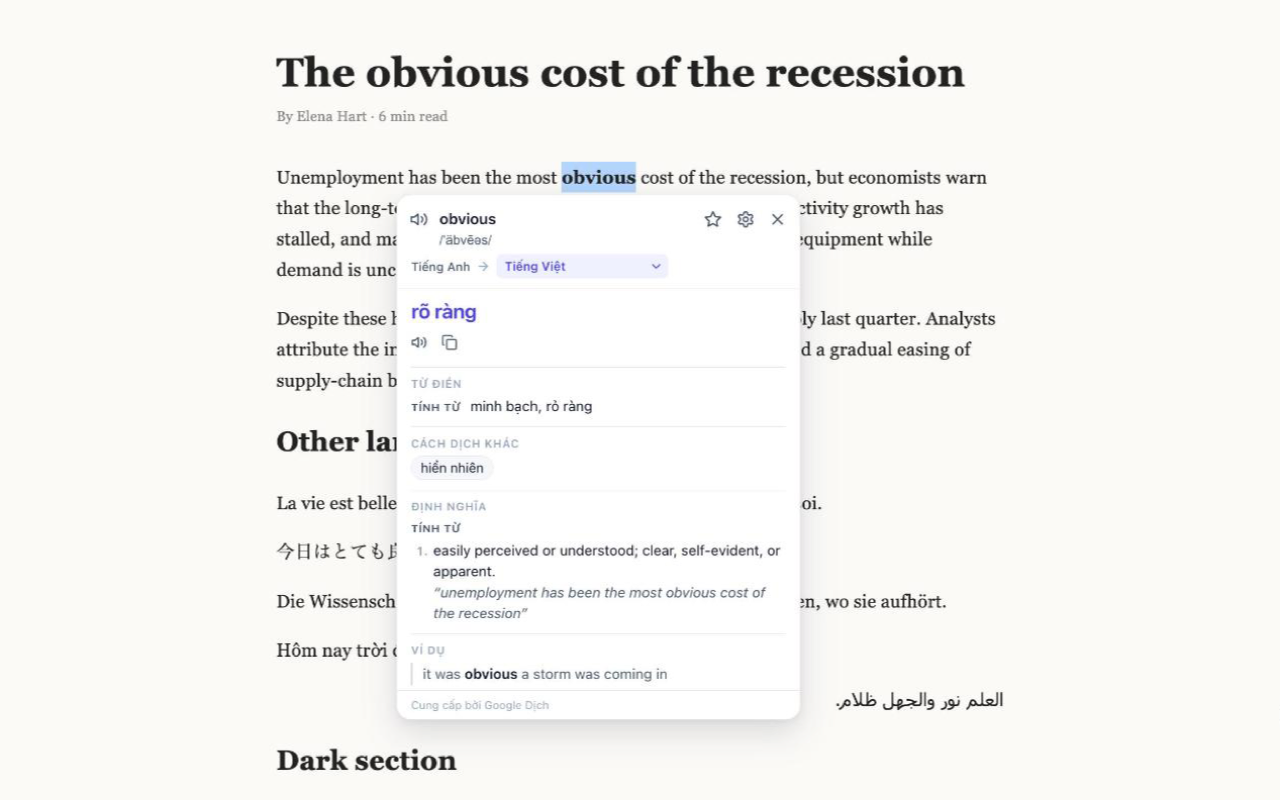 The obvious cost of the recession
By Elena Hart · 6 min read
Unemployment has been the most obvious cost of the recession, but economists warn
that the long-t
ctivity growth has
stalled, and ma
equipment while
demand is unc
Despite these h
ly last quarter. Analysts
attribute the in
d a gradual easing of
supply-chain b
Other lan
La vie est belle
oi.
今日はとても良
Die Wissensch
en, wo sie aufhört.
Hôm nay trời
العلم نور والجهل ظلام.
Dark section
obvious
/ˈäbvēəs/
Tiếng Anh → Tiếng Việt
rõ ràng
TỪ ĐIỂN
TÍNH TỪ minh bạch, rỏ ràng
CÁCH DỊCH KHÁC
hiển nhiên
ĐỊNH NGHĨA
TÍNH TỪ
1. easily perceived or understood; clear, self-evident, or
apparent.
“unemployment has been the most obvious cost of
the recession”
VÍ DỤ
it was obvious a storm was coming in
Cung cấp bởi Google Dịch